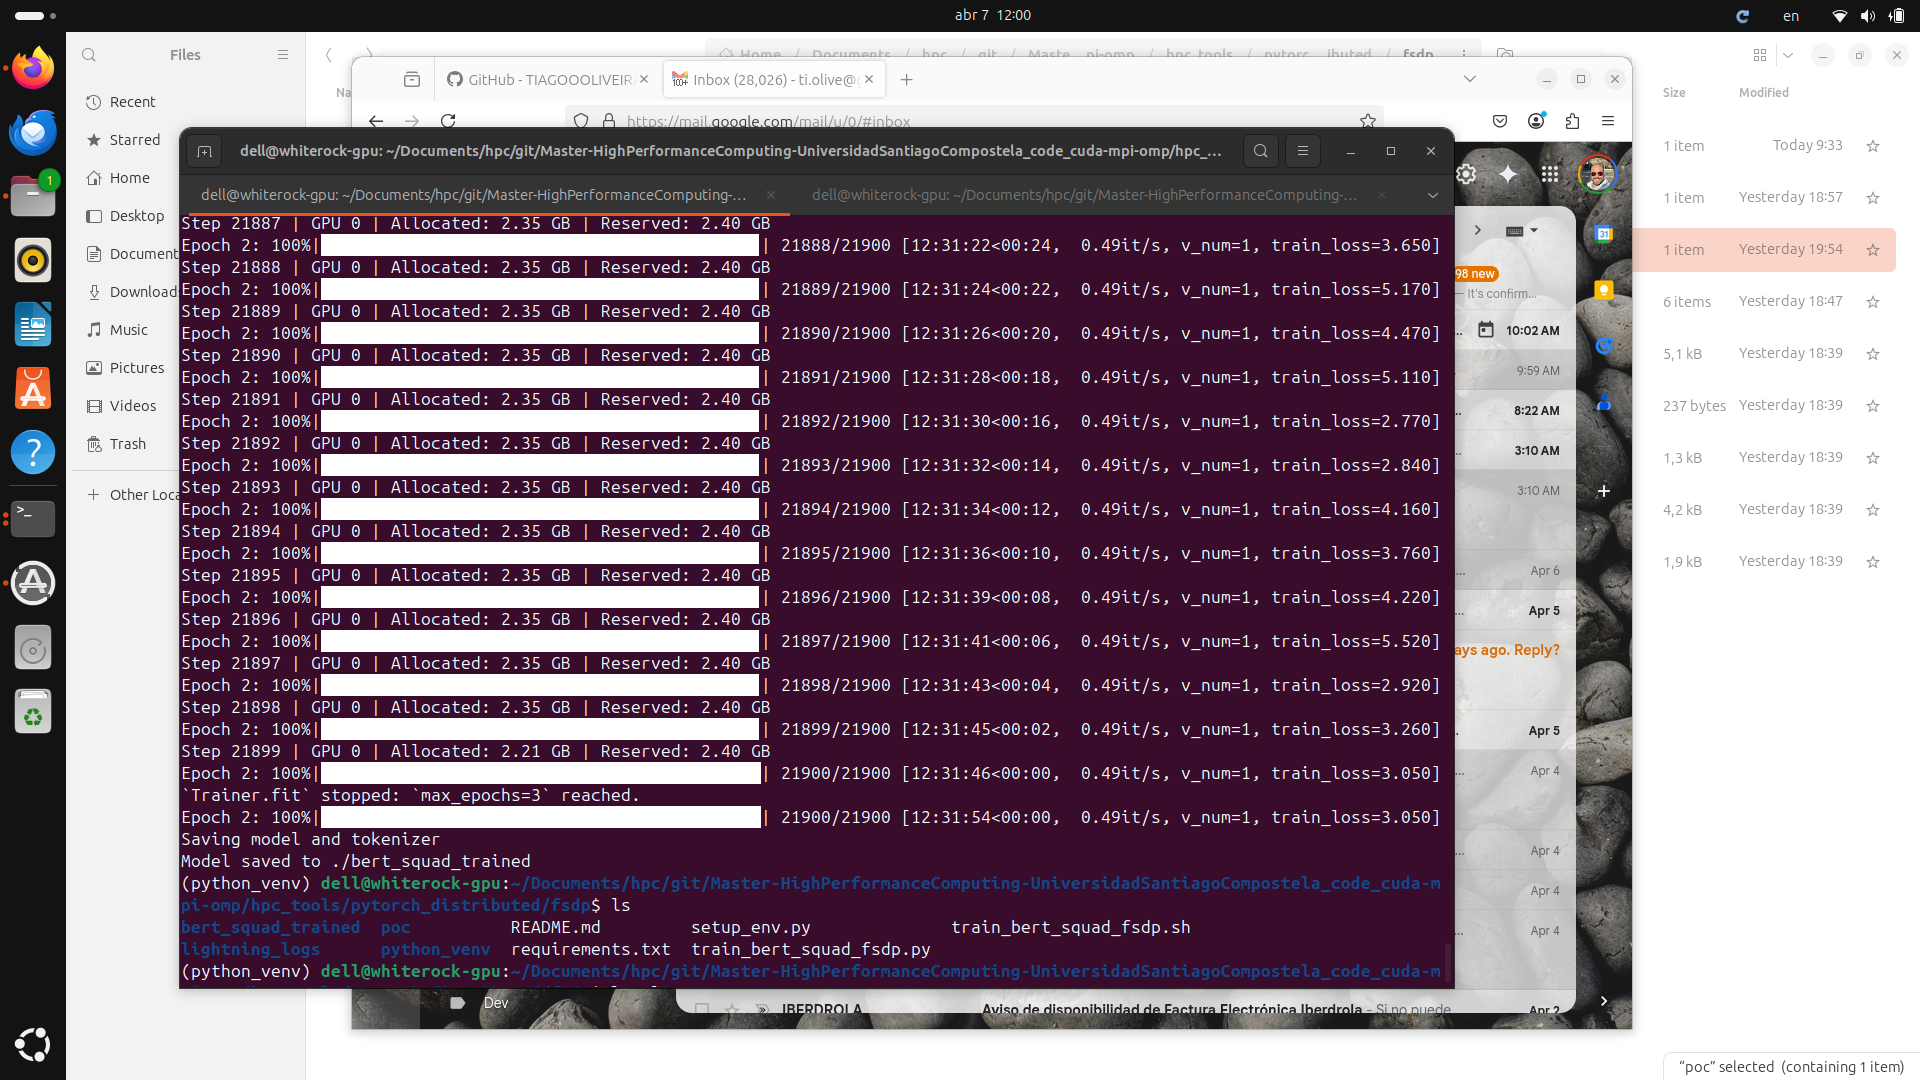 abr 7  12:00
en
Files
Home / Documents / hpc / git / Maste…pi-omp / hpc_tools / pytorc…ibuted / fsdp
Na
Size
Modified
Recent
Starred
Home
Desktop
Document
Downloads
Music
Pictures
Videos
Trash
Other Loca
1 item Today 9:33
1 item Yesterday 18:57
1 item Yesterday 19:54
6 items Yesterday 18:47
5,1 kB Yesterday 18:39
237 bytes Yesterday 18:39
1,3 kB Yesterday 18:39
4,2 kB Yesterday 18:39
1,9 kB Yesterday 18:39
"poc" selected (containing 1 item)
GitHub - TIAGOOOLIVEIR
Inbox (28,026) - ti.olive@g
https://mail.google.com/mail/u/0/#inbox
98 new
— It's confirm...
10:02 AM
9:59 AM
8:22 AM
3:10 AM
3:10 AM
Apr 6
Apr 5
ays ago. Reply?
Apr 5
Apr 4
Apr 4
Apr 4
Apr 4
Dev
IBERDROLA Aviso de disponibilidad de Factura Electrónica Iberdrola - Si no puede Apr 2
dell@whiterock-gpu: ~/Documents/hpc/git/Master-HighPerformanceComputing-UniversidadSantiagoCompostela_code_cuda-mpi-omp/hpc_...
dell@whiterock-gpu: ~/Documents/hpc/git/Master-HighPerformanceComputing-...
dell@whiterock-gpu: ~/Documents/hpc/git/Master-HighPerformanceComputing-...
Step 21887 | GPU 0 | Allocated: 2.35 GB | Reserved: 2.40 GB
Epoch 2: 100%| | 21888/21900 [12:31:22<00:24,  0.49it/s, v_num=1, train_loss=3.650]
Step 21888 | GPU 0 | Allocated: 2.35 GB | Reserved: 2.40 GB
Epoch 2: 100%| | 21889/21900 [12:31:24<00:22,  0.49it/s, v_num=1, train_loss=5.170]
Step 21889 | GPU 0 | Allocated: 2.35 GB | Reserved: 2.40 GB
Epoch 2: 100%| | 21890/21900 [12:31:26<00:20,  0.49it/s, v_num=1, train_loss=4.470]
Step 21890 | GPU 0 | Allocated: 2.35 GB | Reserved: 2.40 GB
Epoch 2: 100%| | 21891/21900 [12:31:28<00:18,  0.49it/s, v_num=1, train_loss=5.110]
Step 21891 | GPU 0 | Allocated: 2.35 GB | Reserved: 2.40 GB
Epoch 2: 100%| | 21892/21900 [12:31:30<00:16,  0.49it/s, v_num=1, train_loss=2.770]
Step 21892 | GPU 0 | Allocated: 2.35 GB | Reserved: 2.40 GB
Epoch 2: 100%| | 21893/21900 [12:31:32<00:14,  0.49it/s, v_num=1, train_loss=2.840]
Step 21893 | GPU 0 | Allocated: 2.35 GB | Reserved: 2.40 GB
Epoch 2: 100%| | 21894/21900 [12:31:34<00:12,  0.49it/s, v_num=1, train_loss=4.160]
Step 21894 | GPU 0 | Allocated: 2.35 GB | Reserved: 2.40 GB
Epoch 2: 100%| | 21895/21900 [12:31:36<00:10,  0.49it/s, v_num=1, train_loss=3.760]
Step 21895 | GPU 0 | Allocated: 2.35 GB | Reserved: 2.40 GB
Epoch 2: 100%| | 21896/21900 [12:31:39<00:08,  0.49it/s, v_num=1, train_loss=4.220]
Step 21896 | GPU 0 | Allocated: 2.35 GB | Reserved: 2.40 GB
Epoch 2: 100%| | 21897/21900 [12:31:41<00:06,  0.49it/s, v_num=1, train_loss=5.520]
Step 21897 | GPU 0 | Allocated: 2.35 GB | Reserved: 2.40 GB
Epoch 2: 100%| | 21898/21900 [12:31:43<00:04,  0.49it/s, v_num=1, train_loss=2.920]
Step 21898 | GPU 0 | Allocated: 2.35 GB | Reserved: 2.40 GB
Epoch 2: 100%| | 21899/21900 [12:31:45<00:02,  0.49it/s, v_num=1, train_loss=3.260]
Step 21899 | GPU 0 | Allocated: 2.21 GB | Reserved: 2.40 GB
Epoch 2: 100%| | 21900/21900 [12:31:46<00:00,  0.49it/s, v_num=1, train_loss=3.050]
`Trainer.fit` stopped: `max_epochs=3` reached.
Epoch 2: 100%| | 21900/21900 [12:31:54<00:00,  0.49it/s, v_num=1, train_loss=3.050]
Saving model and tokenizer
Model saved to ./bert_squad_trained
(python_venv) dell@whiterock-gpu:~/Documents/hpc/git/Master-HighPerformanceComputing-UniversidadSantiagoCompostela_code_cuda-m
pi-omp/hpc_tools/pytorch_distributed/fsdp$ ls
bert_squad_trained  poc  README.md  setup_env.py  train_bert_squad_fsdp.sh
lightning_logs  python_venv  requirements.txt  train_bert_squad_fsdp.py
(python_venv) dell@whiterock-gpu:~/Documents/hpc/git/Master-HighPerformanceComputing-UniversidadSantiagoCompostela_code_cuda-m